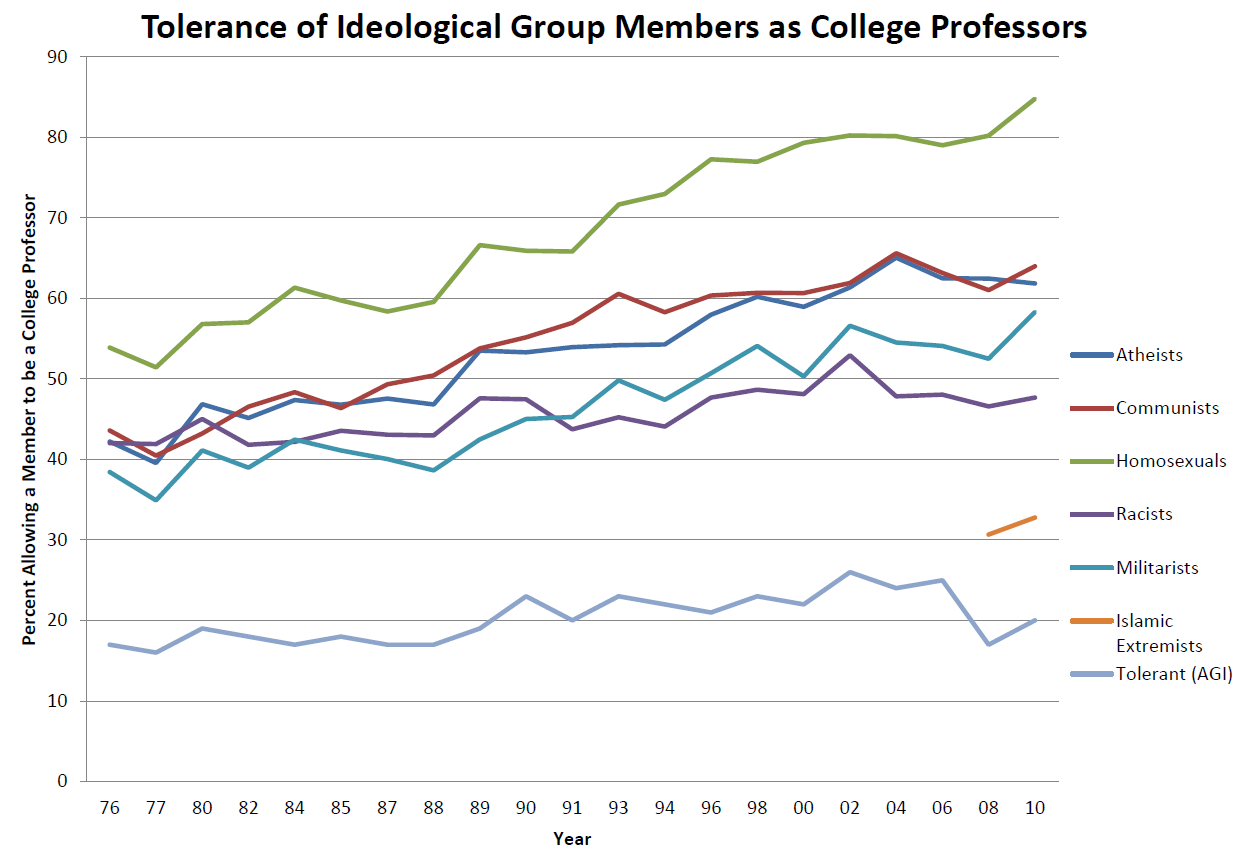 Tolerance of Ideological Group Members as College Professors
Percent Allowing a Member to be a College Professor
90
80
70
60
50
40
30
20
10
0
76 77 80 82 84 85 87 88 89 90 91 93 94 96 98 00 02 04 06 08 10
Year
Atheists
Communists
Homosexuals
Racists
Militarists
Islamic
Extremists
Tolerant (AGI)